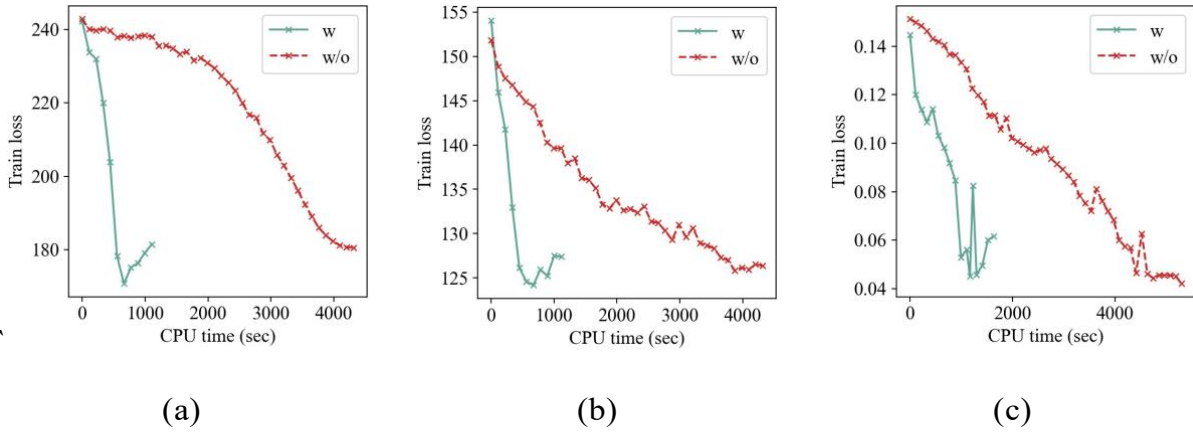 240
220
200
180
Train loss
0
1000
2000
3000
4000
CPU time (sec)
w
w/o
(a)
155
150
145
140
135
130
125
Train loss
0
1000
2000
3000
4000
CPU time (sec)
w
w/o
(b)
0.14
0.12
0.10
0.08
0.06
0.04
Train loss
0
2000
4000
CPU time (sec)
w
w/o
(c)